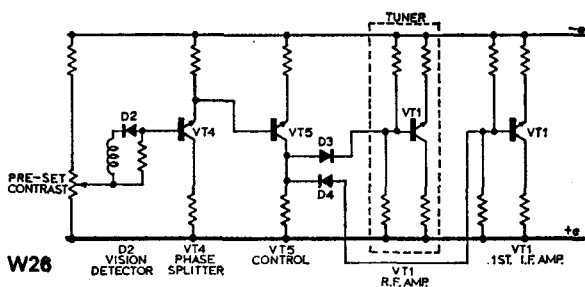 TUNER
-e
D2
VT4
VT5
D3
D4
VT1
VT1
PRE-SET
CONTRAST
+e
W26
D2
VISION
DETECTOR
VT4
PHASE
SPLITTER
VT5
CONTROL
VT1
R.F. AMP.
VT1
1ST. I.F. AMP.